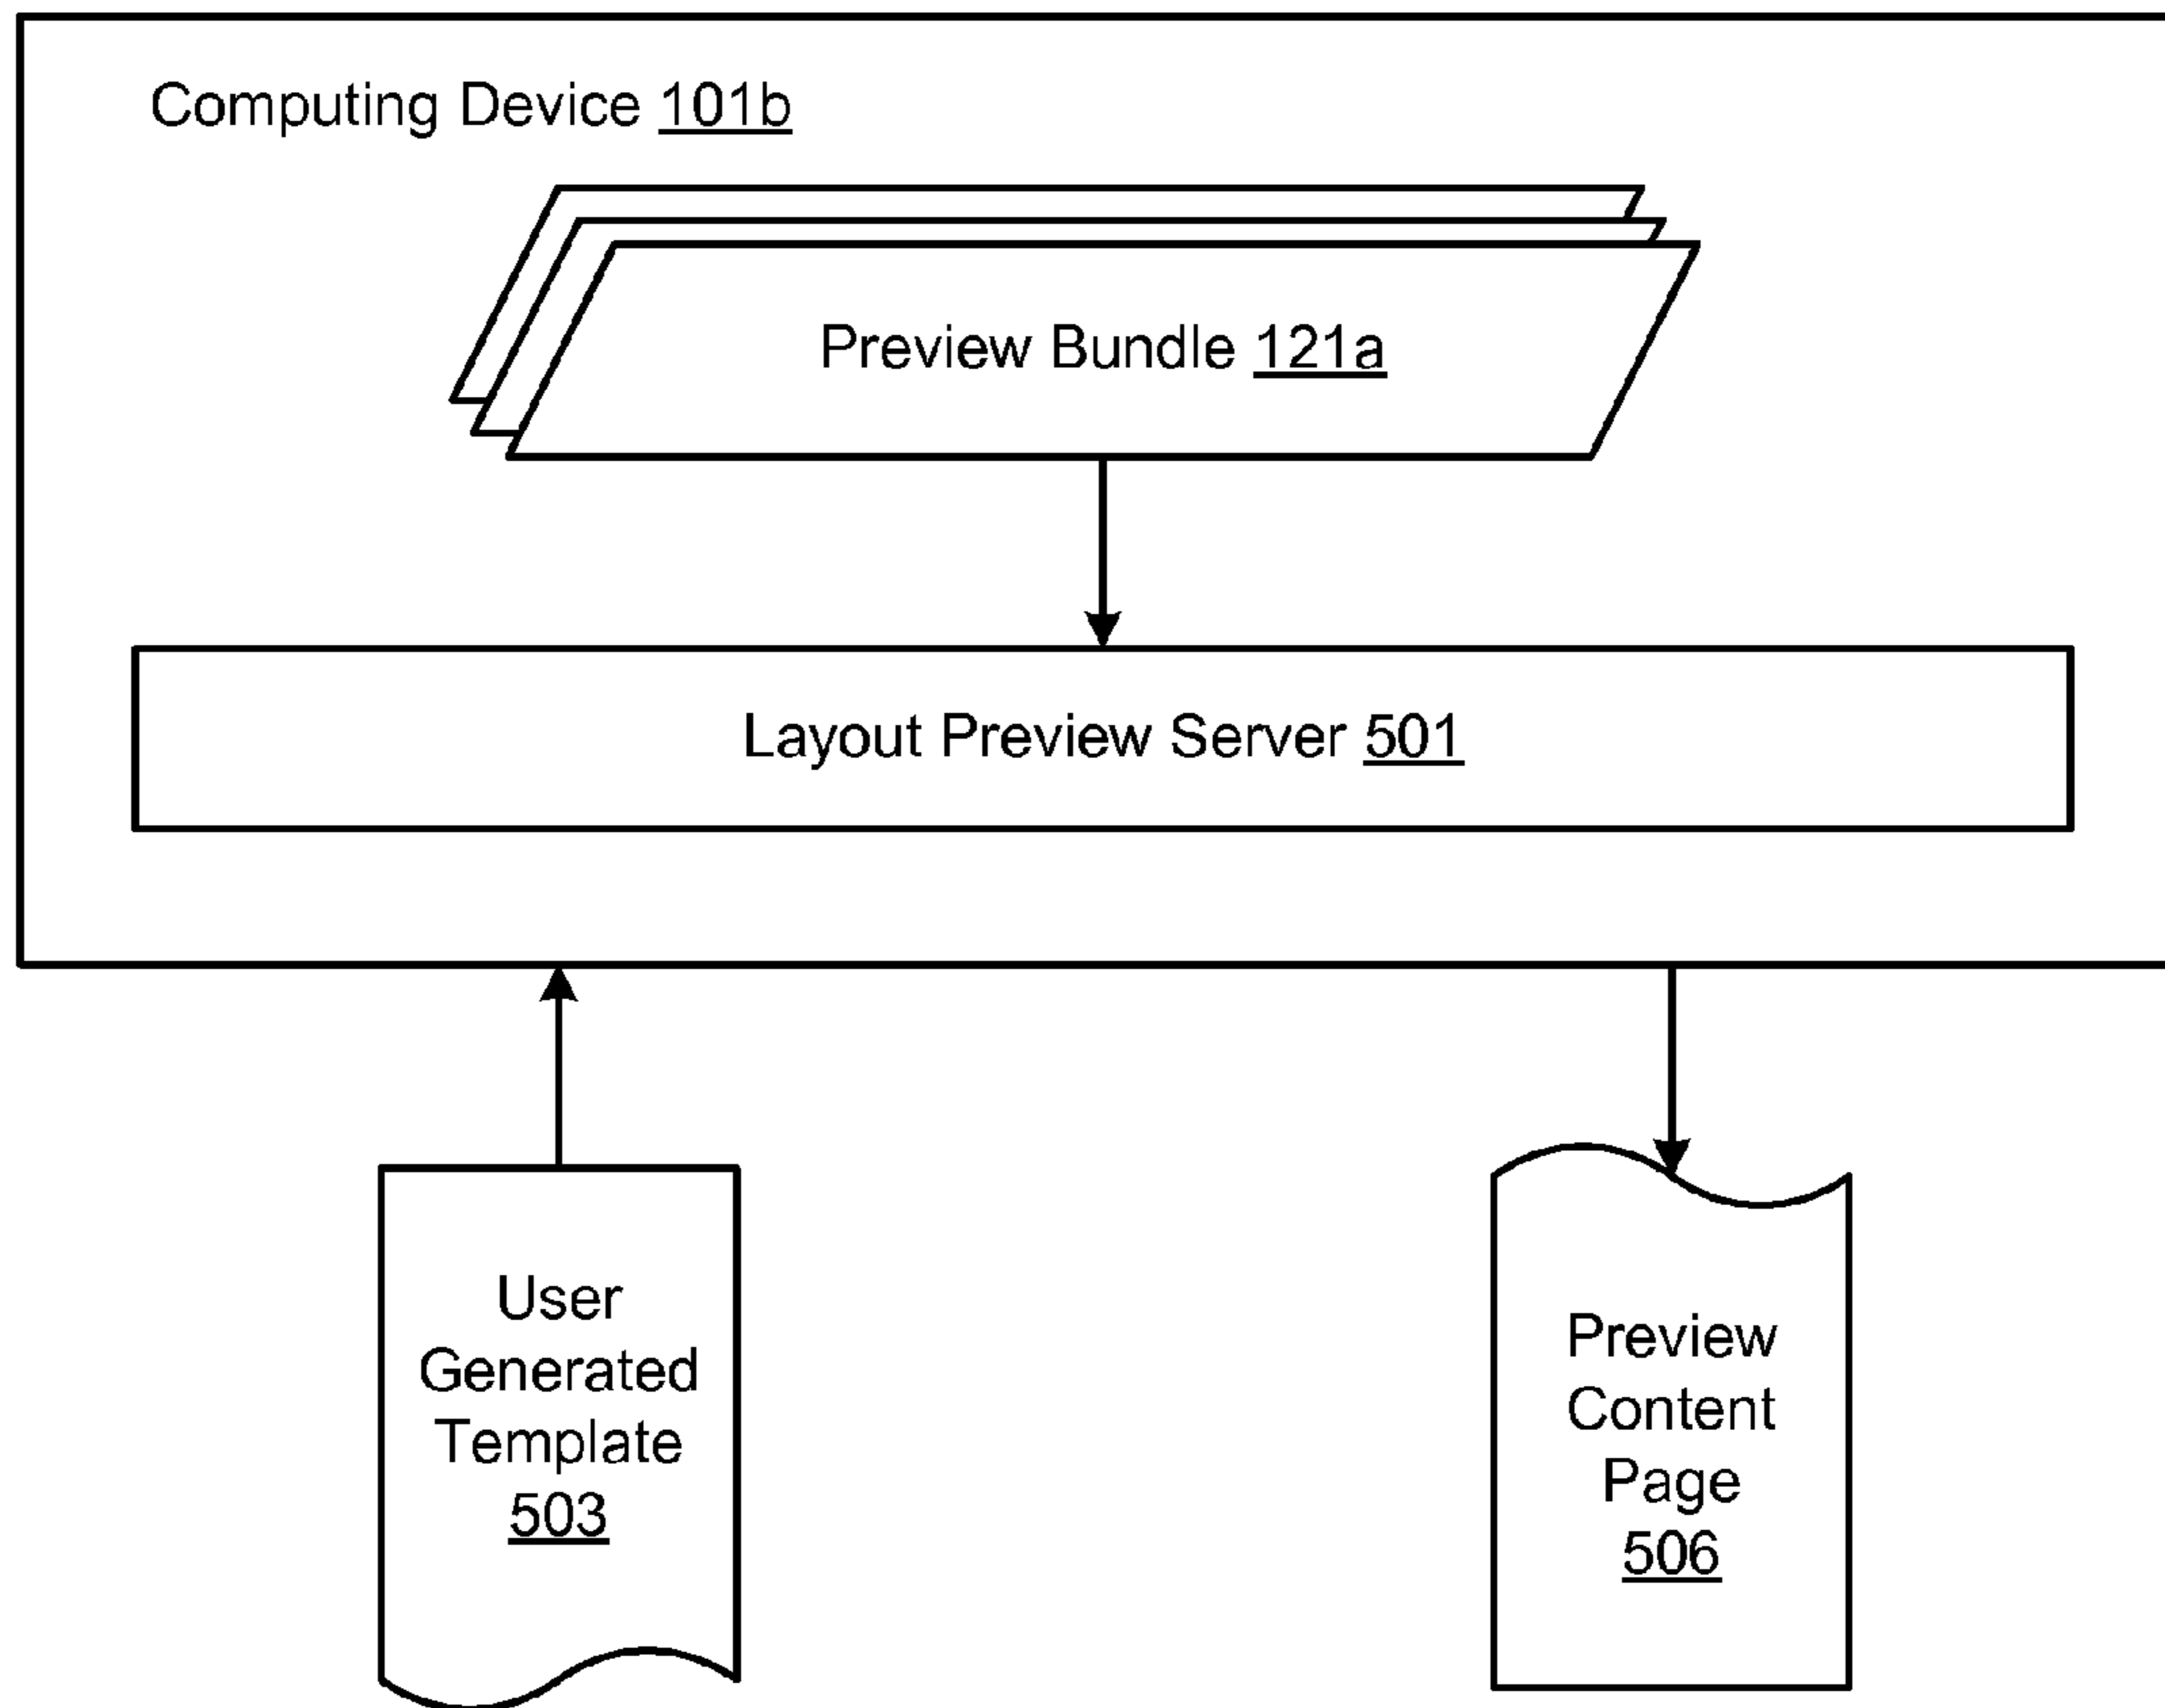 Computing Device 101b
Preview Bundle 121a
Layout Preview Server 501
User
Generated
Template
503
Preview
Content
Page
506